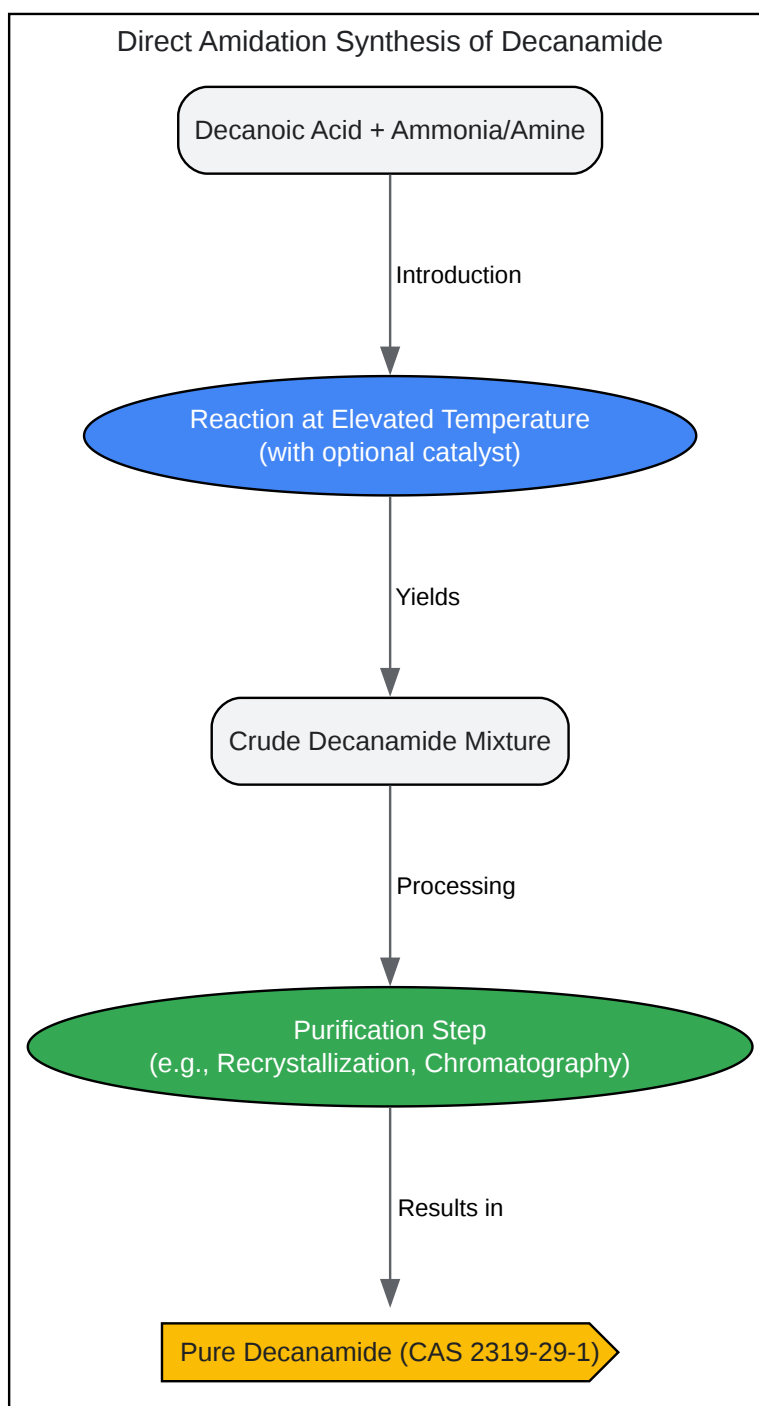 Direct Amidation Synthesis of Decanamide
Decanoic Acid + Ammonia/Amine
Introduction
Reaction at Elevated Temperature
(with optional catalyst)
Yields
Crude Decanamide Mixture
Processing
Purification Step
(e.g., Recrystallization, Chromatography)
Results in
Pure Decanamide (CAS 2319-29-1)